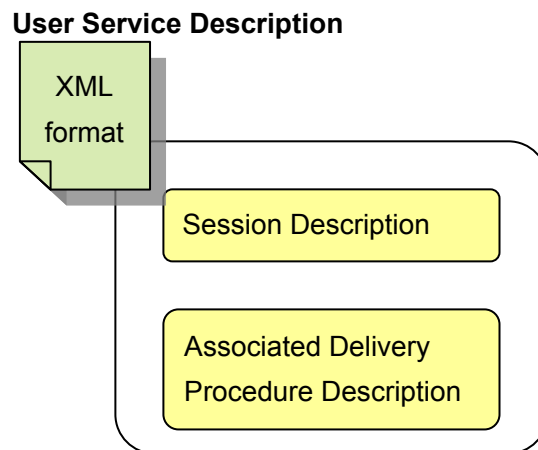 User Service Description
XML
format
Session Description
Associated Delivery
Procedure Description